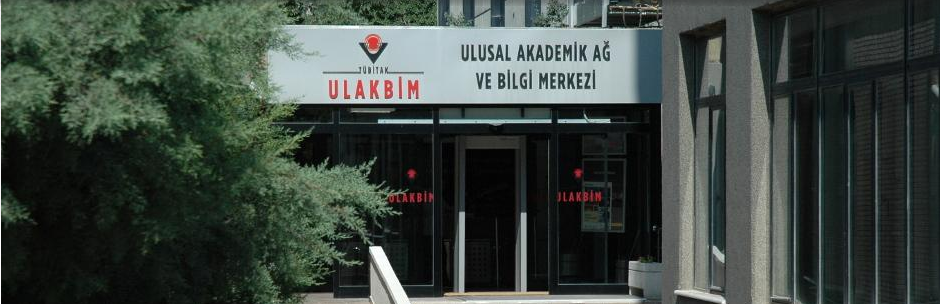 TÜBİTAK
ULAKBİM
ULUSAL AKADEMİK AĞ
VE BİLGİ MERKEZİ
ULAKBİM
ULAKBİM